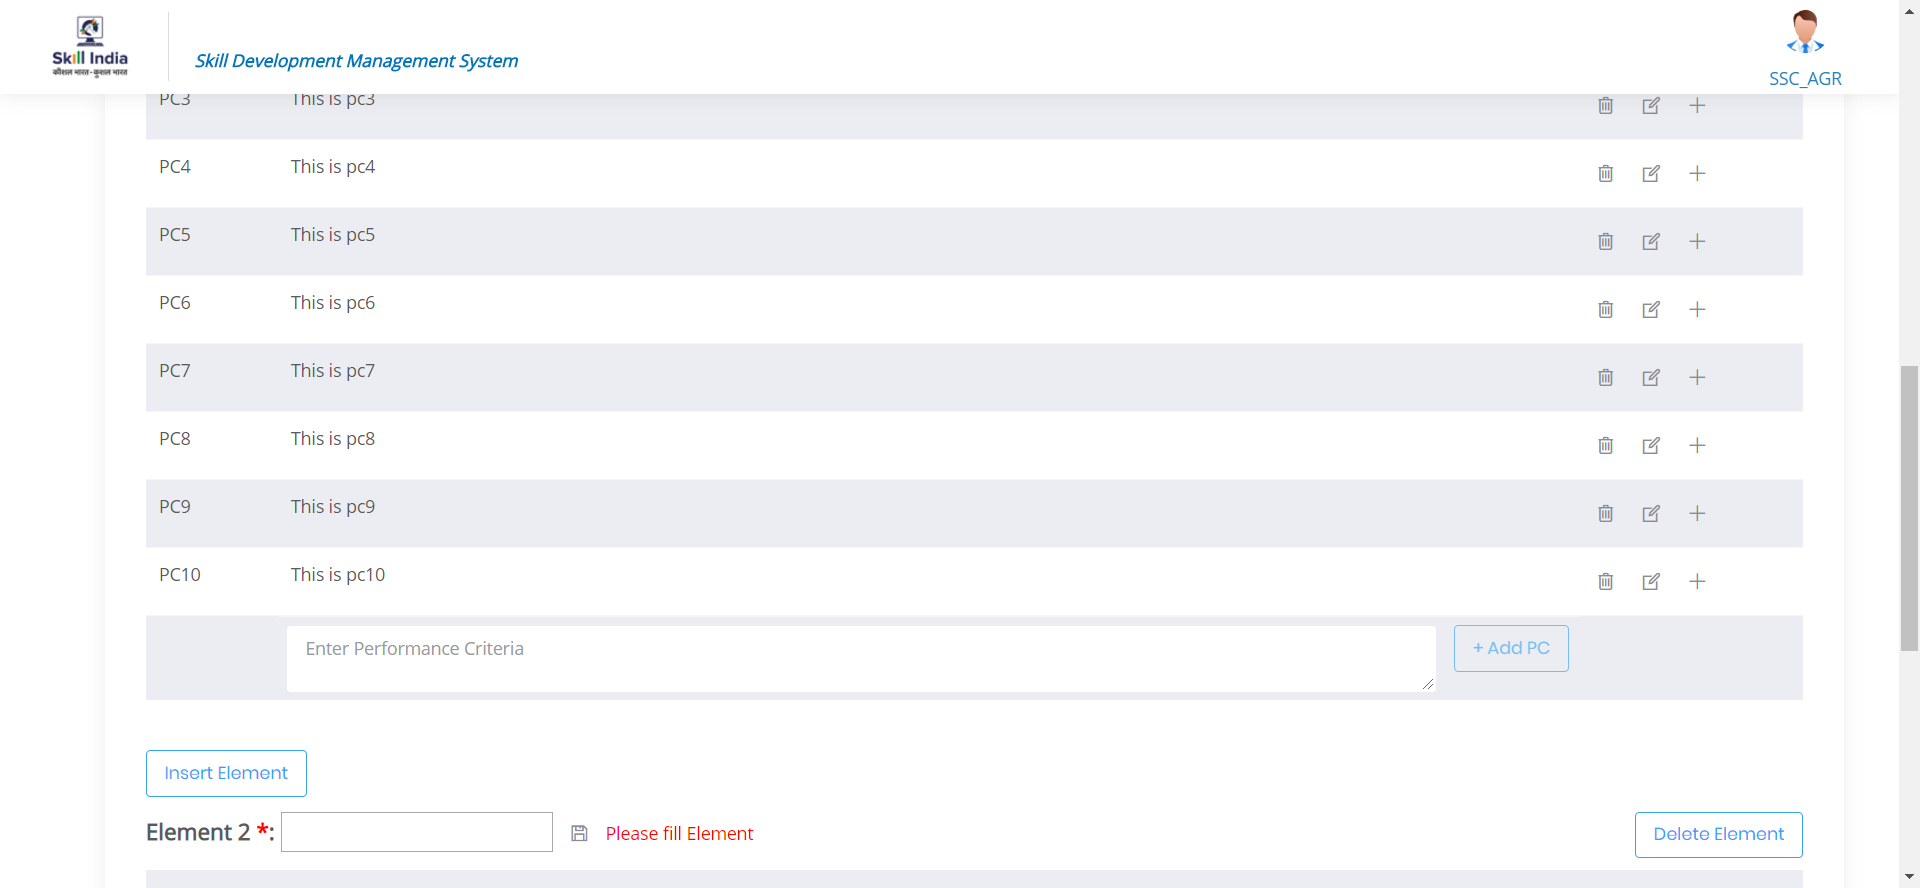 Skill India
कौशल भारत-कुशल भारत
Skill Development Management System
SSC_AGR
PC3 This is pc3
PC4 This is pc4
PC5 This is pc5
PC6 This is pc6
PC7 This is pc7
PC8 This is pc8
PC9 This is pc9
PC10 This is pc10
Enter Performance Criteria
+ Add PC
Insert Element
Element 2 *: Please fill Element Delete Element